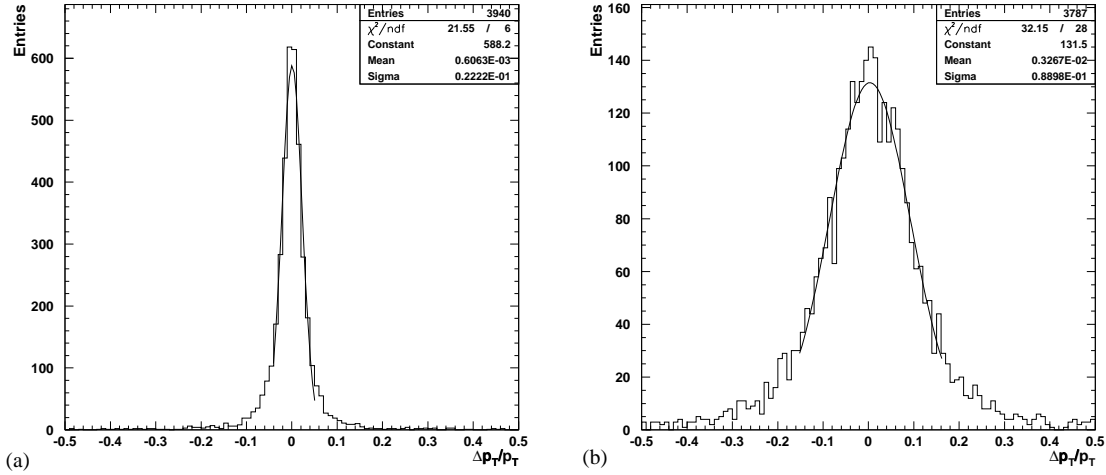 Entries 3940
χ²/ndf 21.55 / 6
Constant 588.2
Mean 0.6063E-03
Sigma 0.2222E-01
Entries
600
500
400
300
200
100
0
-0.5 -0.4 -0.3 -0.2 -0.1 0 0.1 0.2 0.3 0.4 0.5
Δp_T/p_T
(a)
Entries 3787
χ²/ndf 32.15 / 28
Constant 131.5
Mean 0.3267E-02
Sigma 0.8898E-01
Entries
160
140
120
100
80
60
40
20
0
-0.5 -0.4 -0.3 -0.2 -0.1 0 0.1 0.2 0.3 0.4 0.5
Δp_T/p_T
(b)